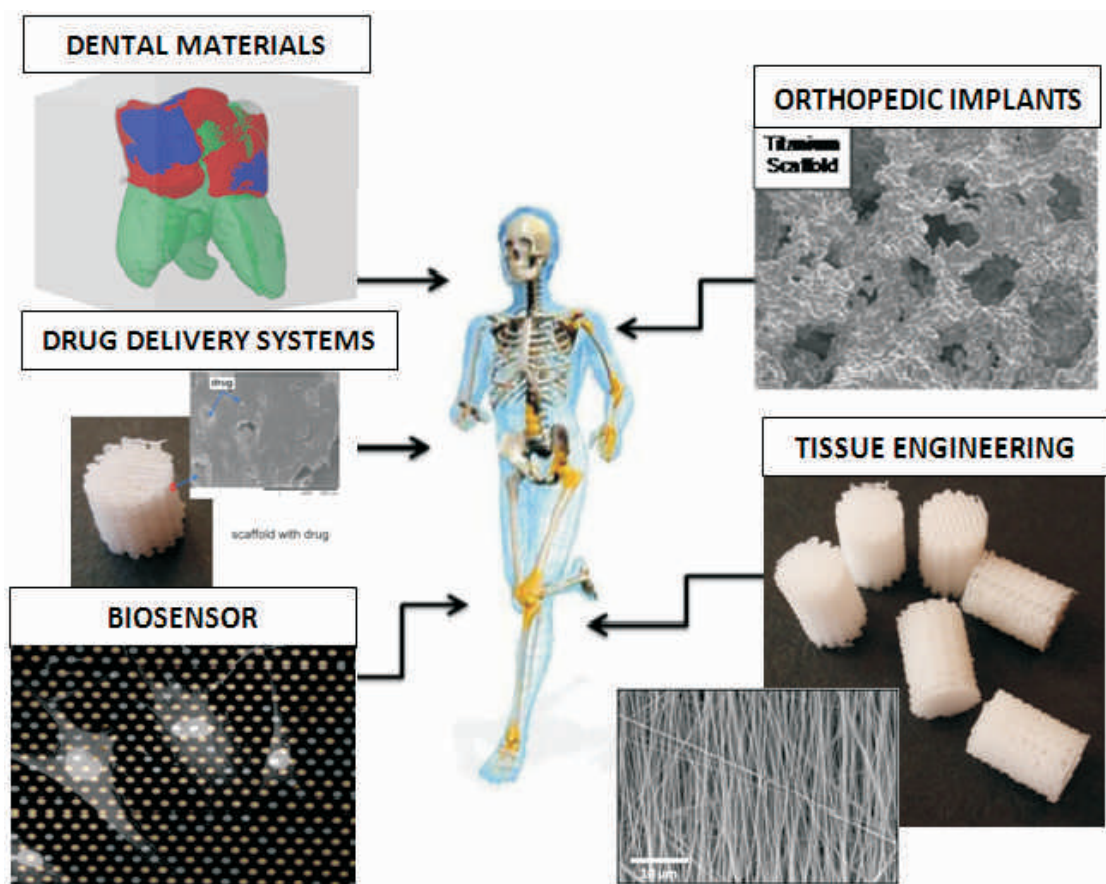 DENTAL MATERIALS
ORTHOPEDIC IMPLANTS
Titanium
Scaffold
DRUG DELIVERY SYSTEMS
drug
scaffold with drug
TISSUE ENGINEERING
BIOSENSOR
10 µm